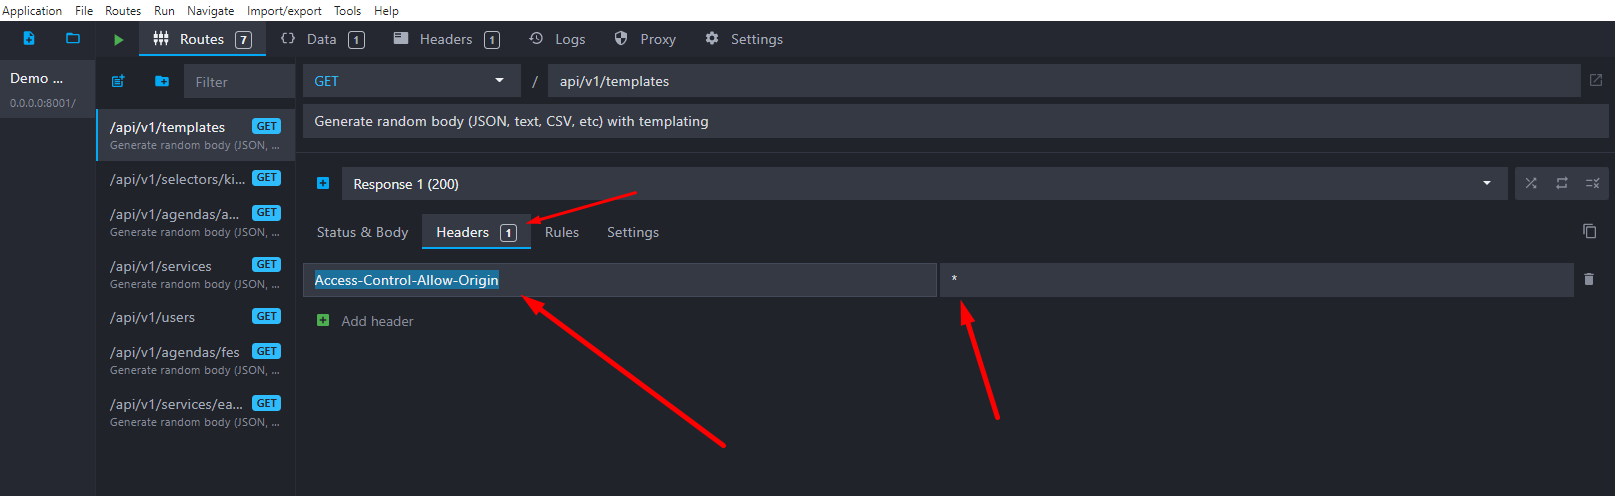 Application File Routes Run Navigate Import/export Tools Help
Routes 7 Data 1 Headers 1 Logs Proxy Settings
Demo ...
0.0.0.0:8001/
Filter
/api/v1/templates GET
Generate random body (JSON, ...
/api/v1/selectors/ki... GET
/api/v1/agendas/a... GET
Generate random body (JSON, ...
/api/v1/services GET
Generate random body (JSON, ...
/api/v1/users GET
/api/v1/agendas/fes GET
Generate random body (JSON, ...
/api/v1/services/ea... GET
Generate random body (JSON, ...
GET / api/v1/templates
Generate random body (JSON, text, CSV, etc) with templating
Response 1 (200)
Status & Body Headers 1 Rules Settings
Access-Control-Allow-Origin *
Add header